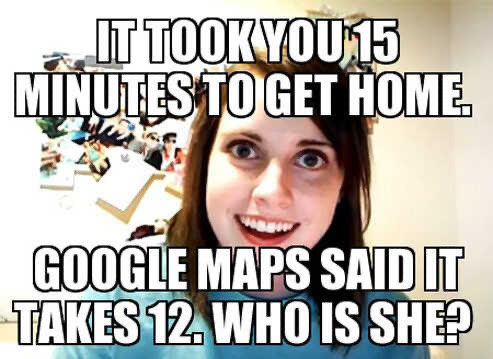 IT TOOK YOU 15
MINUTES TO GET HOME.
GOOGLE MAPS SAID IT
TAKES 12. WHO IS SHE?